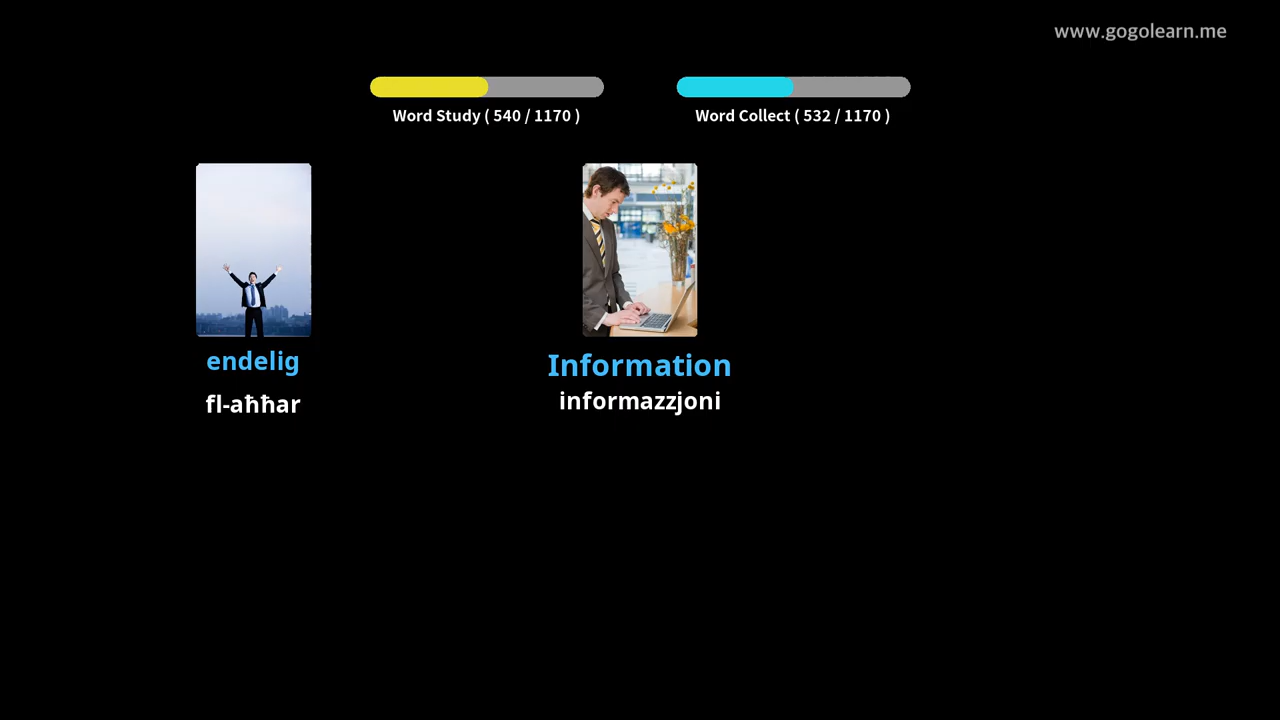 www.gogolearn.me
Word Study ( 540 / 1170 )
Word Collect ( 532 / 1170 )
endelig
fl-aħħar
Information
informazzjoni